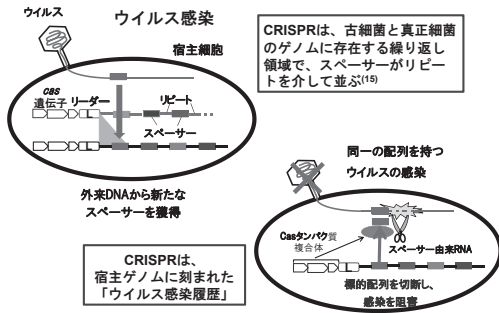 ウイルス感染
ウイルス
宿主細胞
cas
遺伝子 リーダー
リピート
L
スペーサー
L
外来DNAから新たな
スペーサーを獲得
CRISPRは、古細菌と真正細菌
のゲノムに存在する繰り返し
領域で、スペーサーがリピー
トを介して並ぶ(15)
同一の配列を持つ
ウイルスの感染
Casタンパク質
複合体
スペーサー由来RNA
L
標的配列を切断し、
感染を阻害
CRISPRは、
宿主ゲノムに刻まれた
「ウイルス感染履歴」